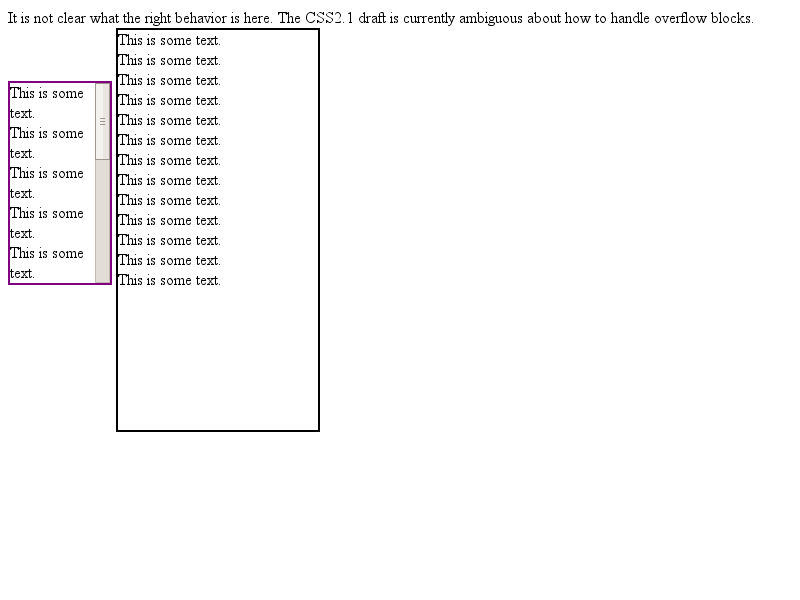 It is not clear what the right behavior is here. The CSS2.1 draft is currently ambiguous about how to handle overflow blocks.
This is some
text.
This is some
text.
This is some
text.
This is some
text.
This is some
text.
This is some text.
This is some text.
This is some text.
This is some text.
This is some text.
This is some text.
This is some text.
This is some text.
This is some text.
This is some text.
This is some text.
This is some text.
This is some text.